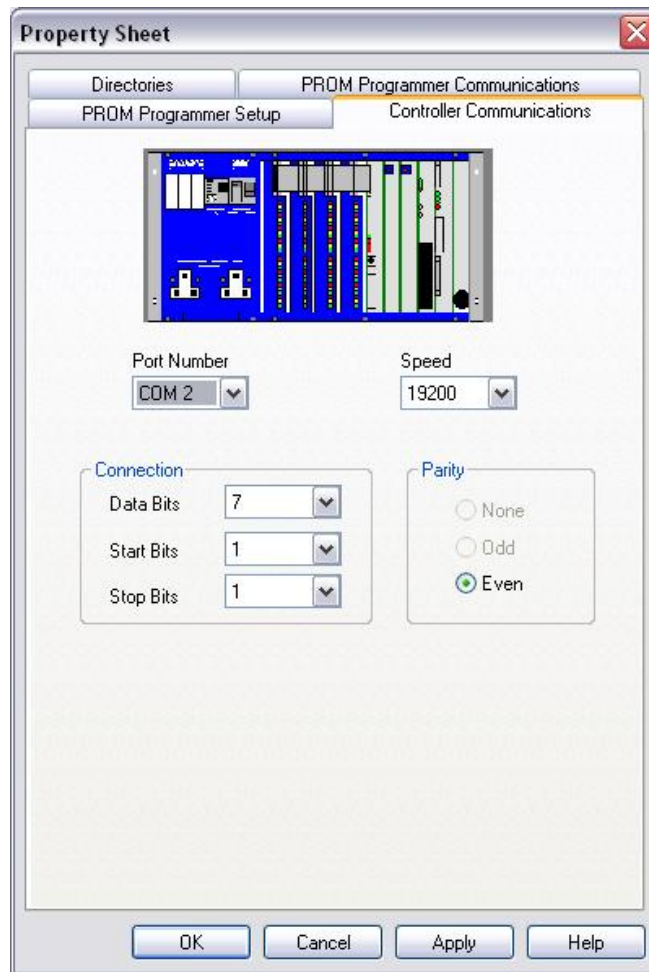 Property Sheet
Directories
PROM Programmer Communications
PROM Programmer Setup
Controller Communications
Port Number
Speed
COM 2
19200
Connection
Parity
Data Bits
7
None
Start Bits
1
Odd
Stop Bits
1
Even
OK
Cancel
Apply
Help